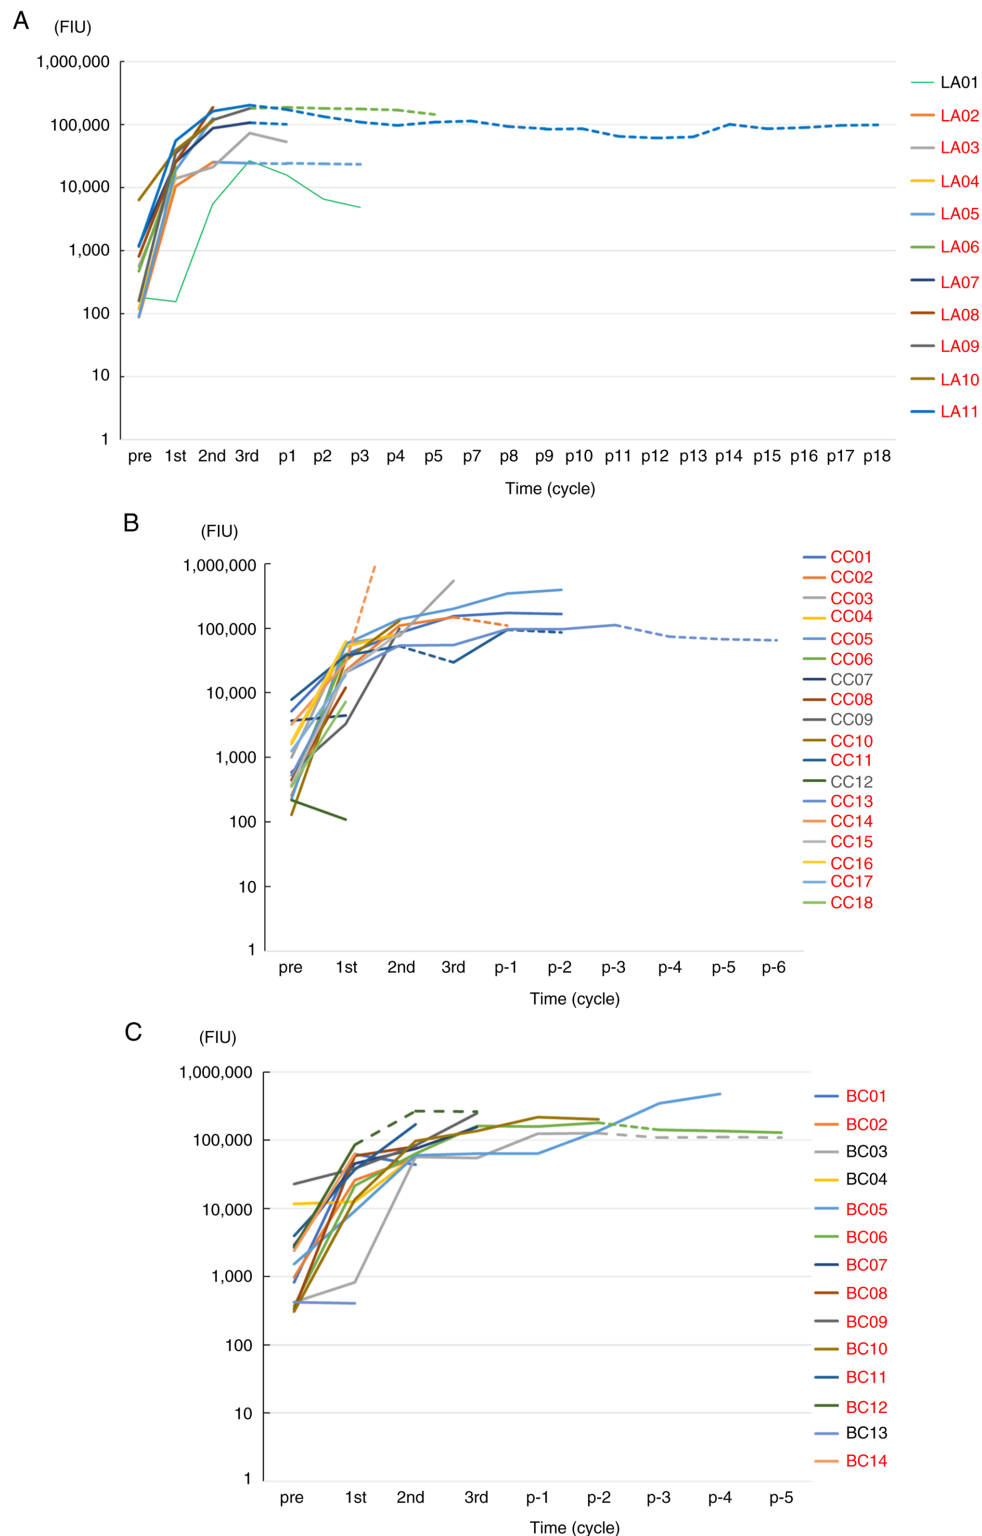 A
(FIU)
1,000,000
100,000
10,000
1,000
100
10
1
pre 1st 2nd 3rd p1 p2 p3 p4 p5 p7 p8 p9 p10 p11 p12 p13 p14 p15 p16 p17 p18
Time (cycle)
LA01
LA02
LA03
LA04
LA05
LA06
LA07
LA08
LA09
LA10
LA11
B
(FIU)
1,000,000
100,000
10,000
1,000
100
10
1
pre 1st 2nd 3rd p-1 p-2 p-3 p-4 p-5 p-6
Time (cycle)
CC01
CC02
CC03
CC04
CC05
CC06
CC07
CC08
CC09
CC10
CC11
CC12
CC13
CC14
CC15
CC16
CC17
CC18
C
(FIU)
1,000,000
100,000
10,000
1,000
100
10
1
pre 1st 2nd 3rd p-1 p-2 p-3 p-4 p-5
Time (cycle)
BC01
BC02
BC03
BC04
BC05
BC06
BC07
BC08
BC09
BC10
BC11
BC12
BC13
BC14